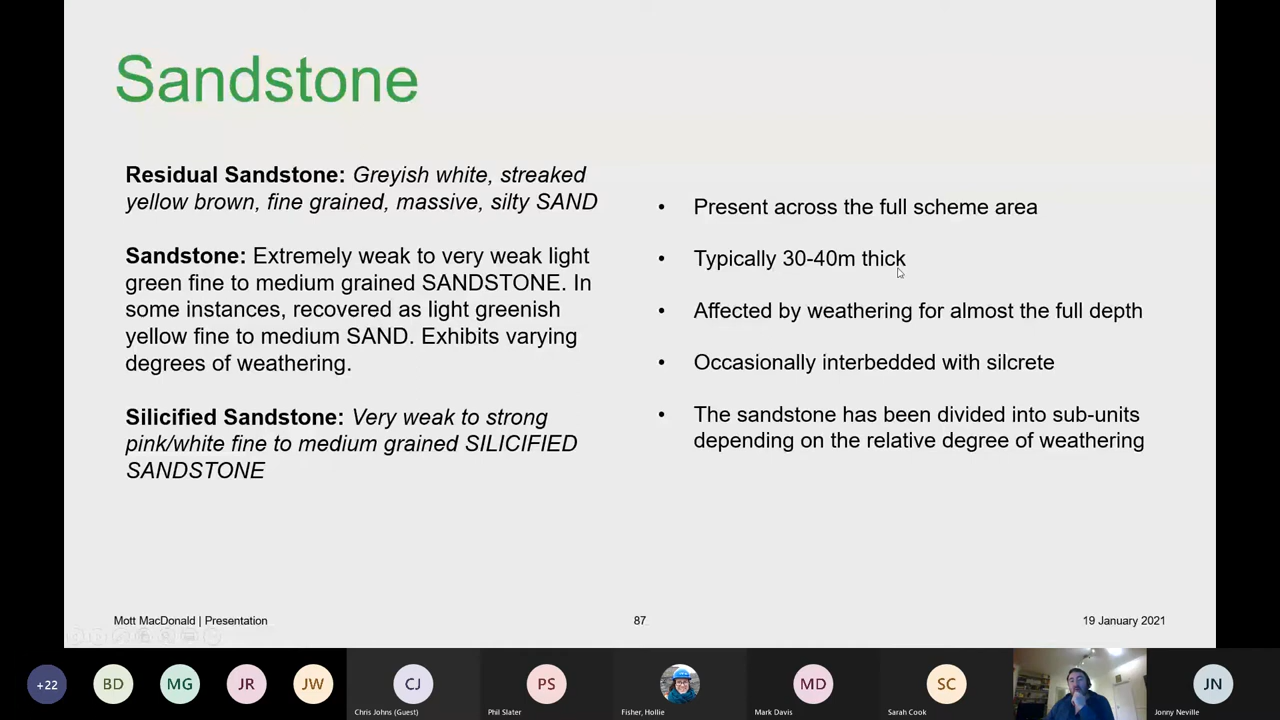 Sandstone
Residual Sandstone: Greyish white, streaked
yellow brown, fine grained, massive, silty SAND
Sandstone: Extremely weak to very weak light
green fine to medium grained SANDSTONE. In
some instances, recovered as light greenish
yellow fine to medium SAND. Exhibits varying
degrees of weathering.
Silicified Sandstone: Very weak to strong
pink/white fine to medium grained SILICIFIED
SANDSTONE
• Present across the full scheme area
• Typically 30-40m thick
• Affected by weathering for almost the full depth
• Occasionally interbedded with silcrete
• The sandstone has been divided into sub-units
depending on the relative degree of weathering
Mott MacDonald | Presentation
87
19 January 2021
+22
BD
MG
JR
JW
CJ
Chris Johns (Guest)
PS
Phil Slater
Fisher, Hollie
MD
Mark Davis
SC
Sarah Cook
JN
Jonny Neville